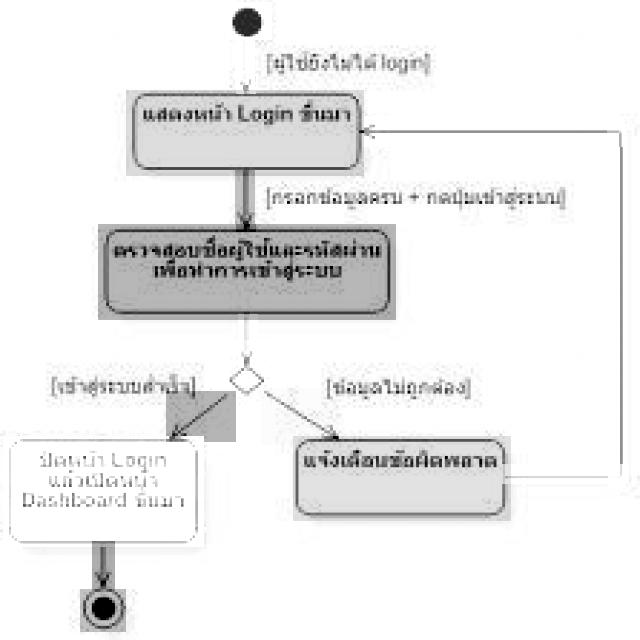 [ผู้ใช้ยังไม่ได้ login]
แสดงหน้า Login ขึ้นมา
[กรอกข้อมูลครบ + กดปุ่มเข้าสู่ระบบ]
ตรวจสอบชื่อผู้ใช้และรหัสผ่าน
เพื่อทำการเข้าสู่ระบบ
[เข้าสู่ระบบสำเร็จ]
[ข้อมูลไม่ถูกต้อง]
ปิดหน้า Login
แล้วเปิดหน้า
Dashboard ขึ้นมา
แจ้งเตือนข้อผิดพลาด